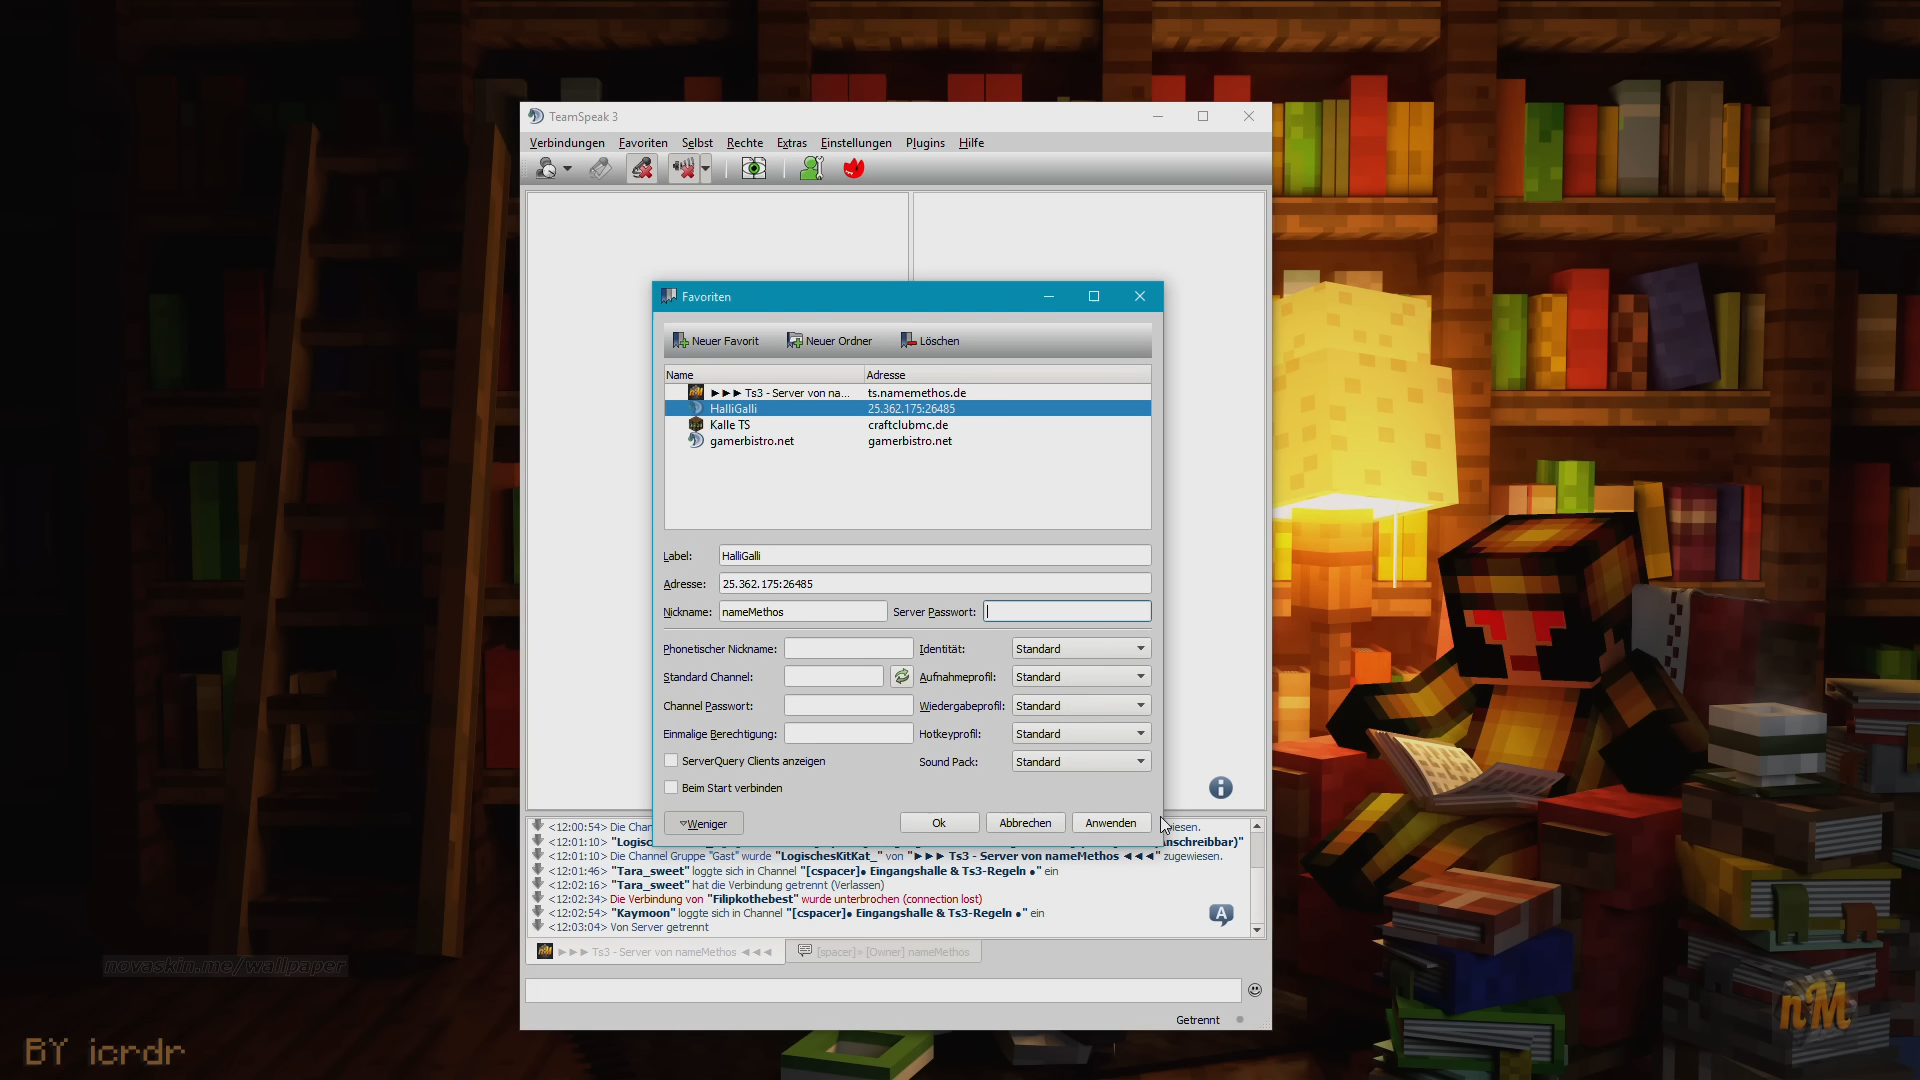 TeamSpeak 3
Verbindungen Favoriten Selbst Rechte Extras Einstellungen Plugins Hilfe
Favoriten
Neuer Favorit Neuer Ordner Löschen
Name Adresse
►►► Ts3 - Server von na... ts.namemethos.de
HalliGalli 25.362.175:26485
Kalle TS craftclubmc.de
gamerbistro.net gamerbistro.net
Label: HalliGalli
Adresse: 25.362.175:26485
Nickname: nameMethos Server Passwort:
Phonetischer Nickname: Identität: Standard
Standard Channel: Aufnahmeprofil: Standard
Channel Passwort: Wiedergabeprofil: Standard
Einmalige Berechtigung: Hotkeyprofil: Standard
ServerQuery Clients anzeigen Sound Pack: Standard
Beim Start verbinden
Weniger Ok Abbrechen Anwenden
<12:00:54> Die Chan iesen.
<12:01:10> "Logisc Anschreibbar)"
<12:01:10> Die Channel Gruppe "Gast" wurde "LogischesKitKat_" von "►►► Ts3 - Server von nameMethos ◄◄◄" zugewiesen.
<12:01:46> "Tara_sweet" loggte sich in Channel "[cspacer]● Eingangshalle & Ts3-Regeln ●" ein
<12:02:16> "Tara_sweet" hat die Verbindung getrennt (Verlassen)
<12:02:34> Die Verbindung von "Filipkothebest" wurde unterbrochen (connection lost)
<12:02:54> "Kaymoon" loggte sich in Channel "[cspacer]● Eingangshalle & Ts3-Regeln ●" ein
<12:03:04> Von Server getrennt
►►► Ts3 - Server von nameMethos ◄◄◄ [spacer]» [Owner] nameMethos
Getrennt
novaskin.me/wallpaper
BY icrdr
nM